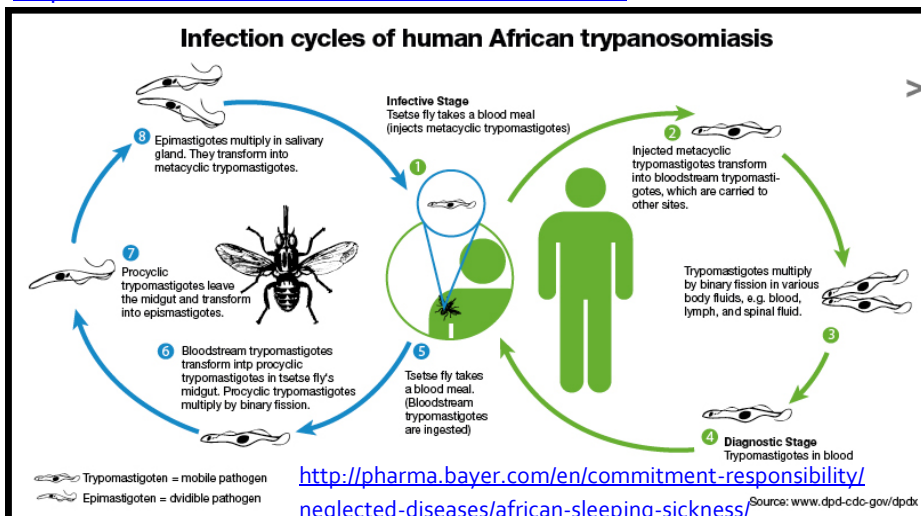 Infection cycles of human African trypanosomiasis
>
Infective Stage
Tsetse fly takes a blood meal
(injects metacyclic trypomastigotes)
1
2
Injected metacyclic
trypomastigotes transform
into bloodstream trypomasti-
gotes, which are carried to
other sites.
Trypomastigotes multiply
by binary fission in various
body fluids, e.g. blood,
lymph, and spinal fluid.
3
4
Diagnostic Stage
Trypomastigotes in blood
5
Tsetse fly takes
a blood meal.
(Bloodstream
trypomastigotes
are ingested)
6
Bloodstream trypomastigotes
transform intp procyclic
trypomastigotes in tsetse fly's
midgut. Procyclic trypomastigotes
multiply by binary fission.
7
Procyclic
trypomastigotes leave
the midgut and transform
into epismastigotes.
8
Epimastigotes multiply in salivary
gland. They transform into
metacyclic trypomastigotes.
Trypomastigoten = mobile pathogen
Epimastigoten = dvidible pathogen
http://pharma.bayer.com/en/commitment-responsibility/
neglected-diseases/african-sleeping-sickness/
Source: www.dpd-cdc-gov/dpdx